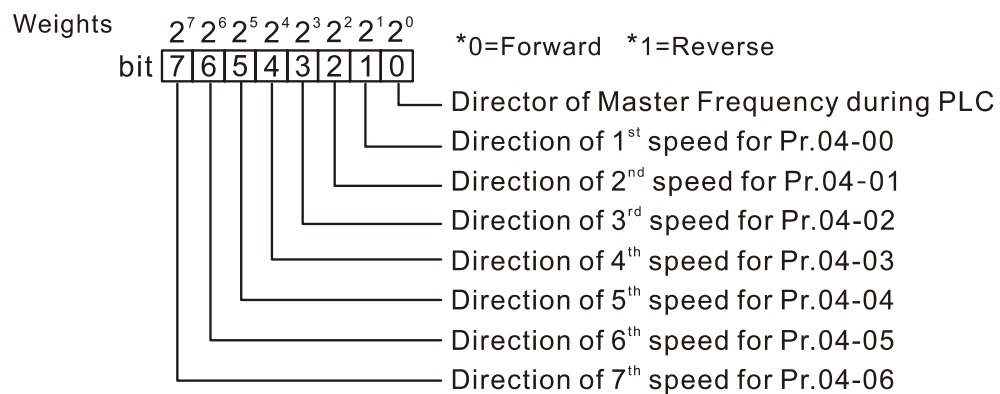 Weights 2⁷ 2⁶ 2⁵ 2⁴ 2³ 2² 2¹ 2⁰
*0=Forward *1=Reverse
bit 7 6 5 4 3 2 1 0
Director of Master Frequency during PLC
Direction of 1st speed for Pr.04-00
Direction of 2nd speed for Pr.04-01
Direction of 3rd speed for Pr.04-02
Direction of 4th speed for Pr.04-03
Direction of 5th speed for Pr.04-04
Direction of 6th speed for Pr.04-05
Direction of 7th speed for Pr.04-06